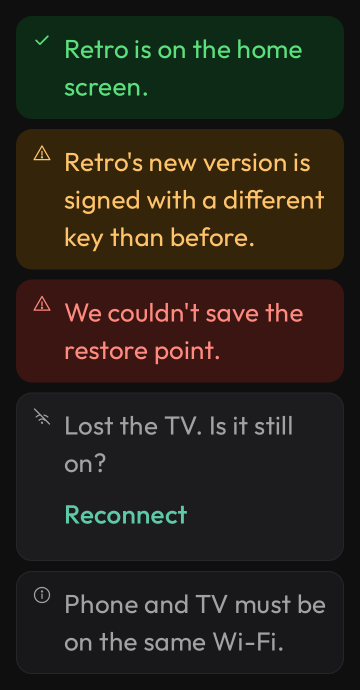 Retro is on the home
screen.
Retro's new version is
signed with a different
key than before.
We couldn't save the
restore point.
Lost the TV. Is it still
on?
Reconnect
Phone and TV must be
on the same Wi-Fi.